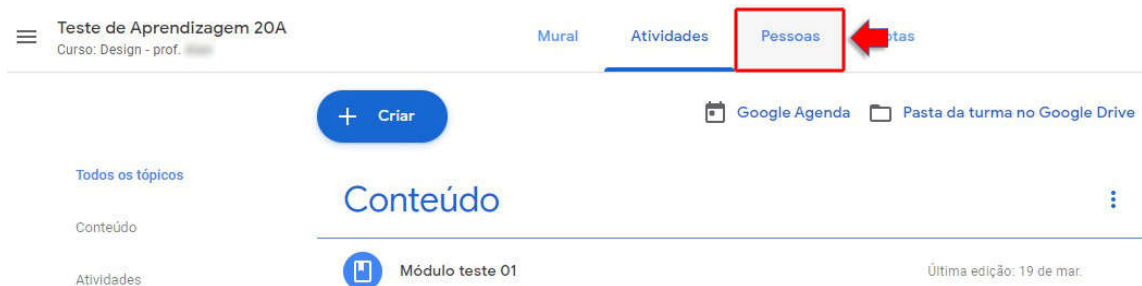 Teste de Aprendizagem 20A
Curso: Design - prof.
Mural Atividades Pessoas
+ Criar
Google Agenda Pasta da turma no Google Drive
Todos os tópicos
Conteúdo
Atividades
Conteúdo
Módulo teste 01 Última edição: 19 de mar.